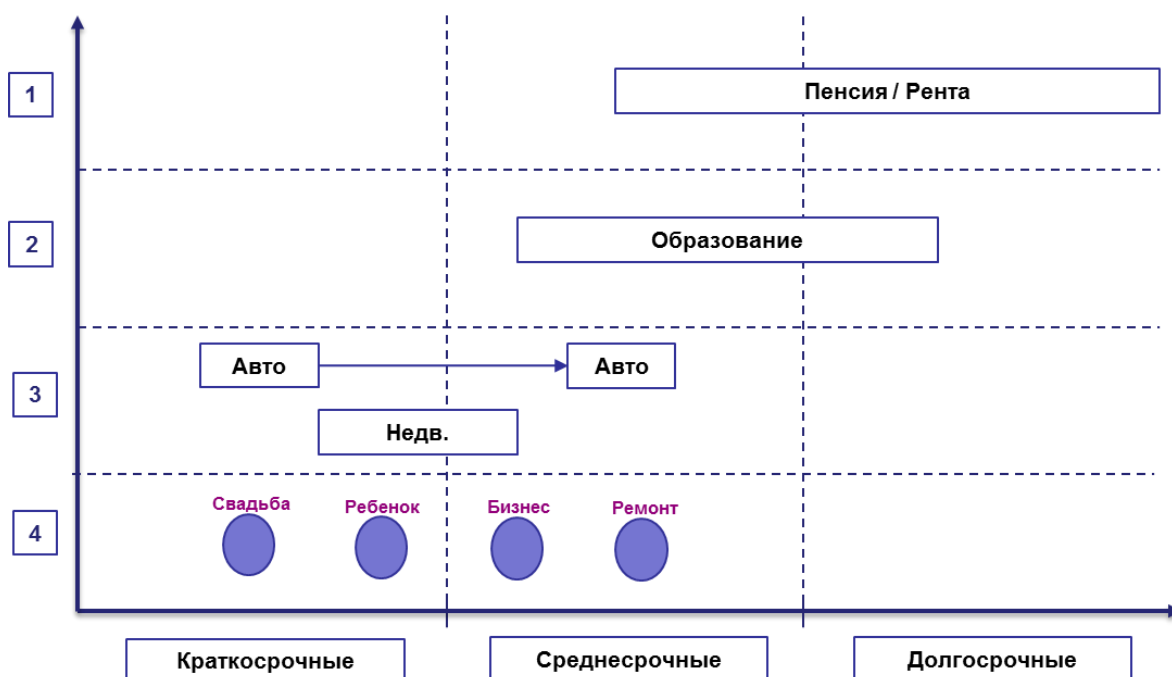 1
Пенсия / Рента
2
Образование
3
Авто
Авто
Недв.
4
Свадьба
Ребенок
Бизнес
Ремонт
Краткосрочные
Среднесрочные
Долгосрочные